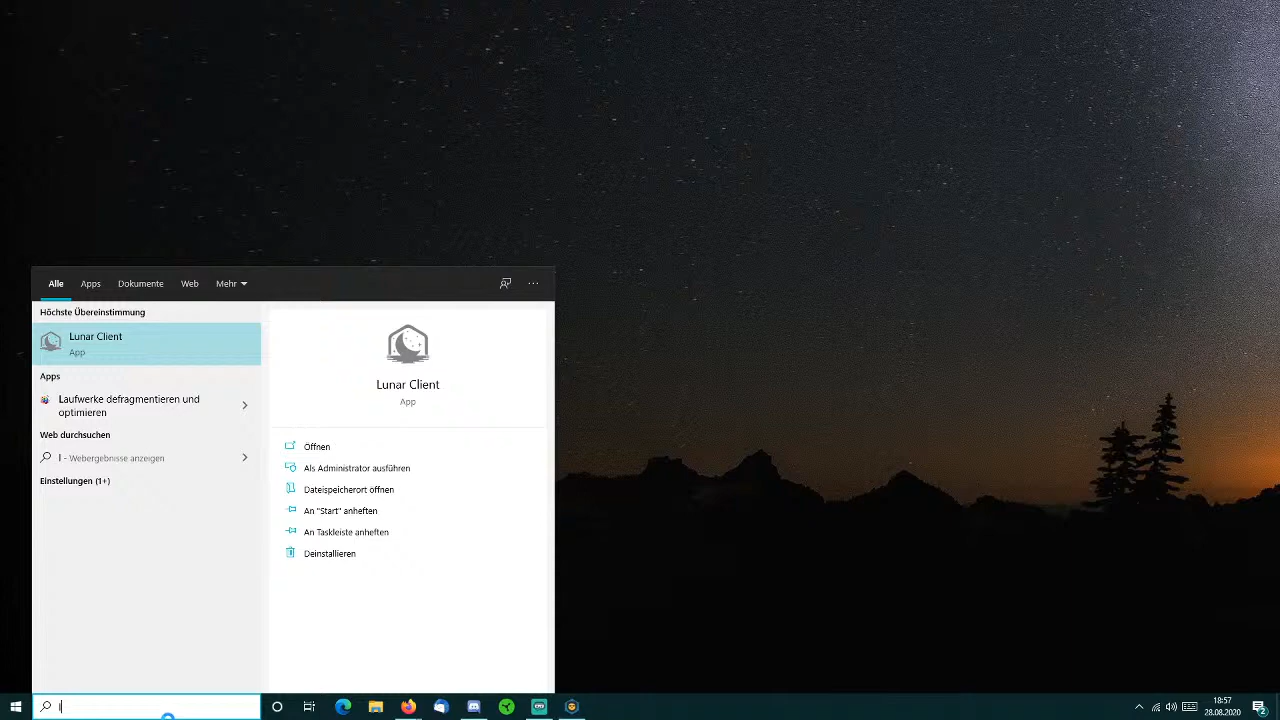 Alle Apps Dokumente Web Mehr
Höchste Übereinstimmung
Lunar Client
App
Apps
Laufwerke defragmentieren und
optimieren
Web durchsuchen
l - Webergebnisse anzeigen
Einstellungen (1+)
Lunar Client
App
Öffnen
Als Administrator ausführen
Dateispeicherort öffnen
An "Start" anheften
An Taskleiste anheften
Deinstallieren
l
18:57
28.08.2020
2